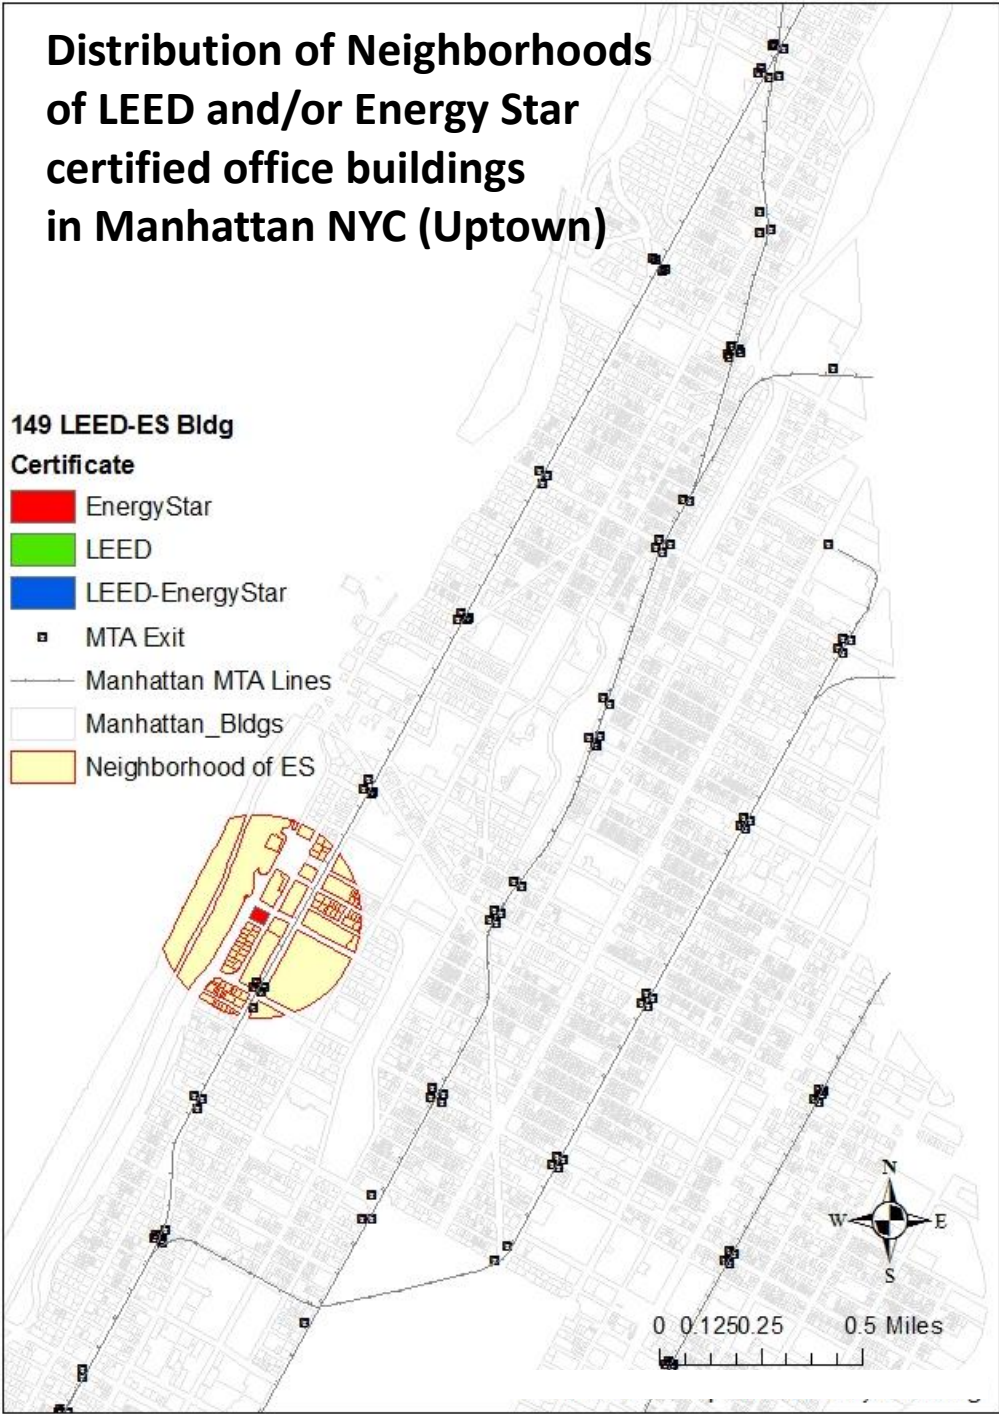 Distribution of Neighborhoods
of LEED and/or Energy Star
certified office buildings
in Manhattan NYC (Uptown)
149 LEED-ES Bldg
Certificate
EnergyStar
LEED
LEED-EnergyStar
MTA Exit
Manhattan MTA Lines
Manhattan_Bldgs
Neighborhood of ES
N
W E
S
0 0.1250.25 0.5 Miles